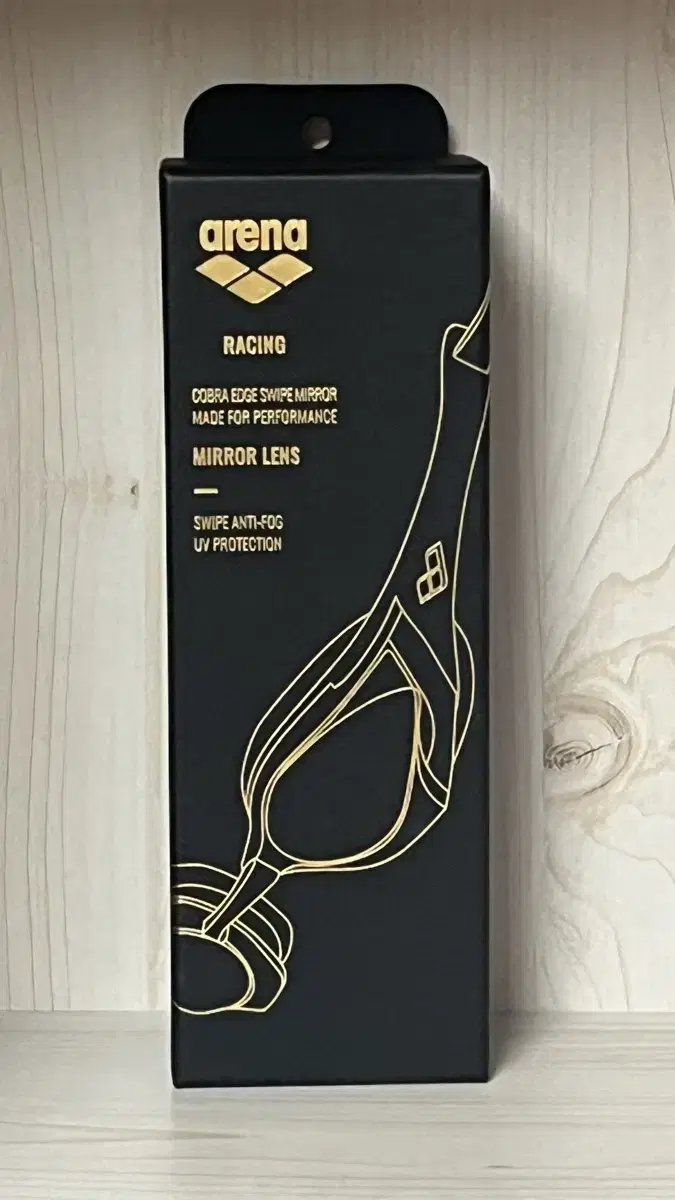 arena
RACING
COBRA EDGE SWIPE MIRROR
MADE FOR PERFORMANCE
MIRROR LENS
SWIPE ANTI-FOG
UV PROTECTION